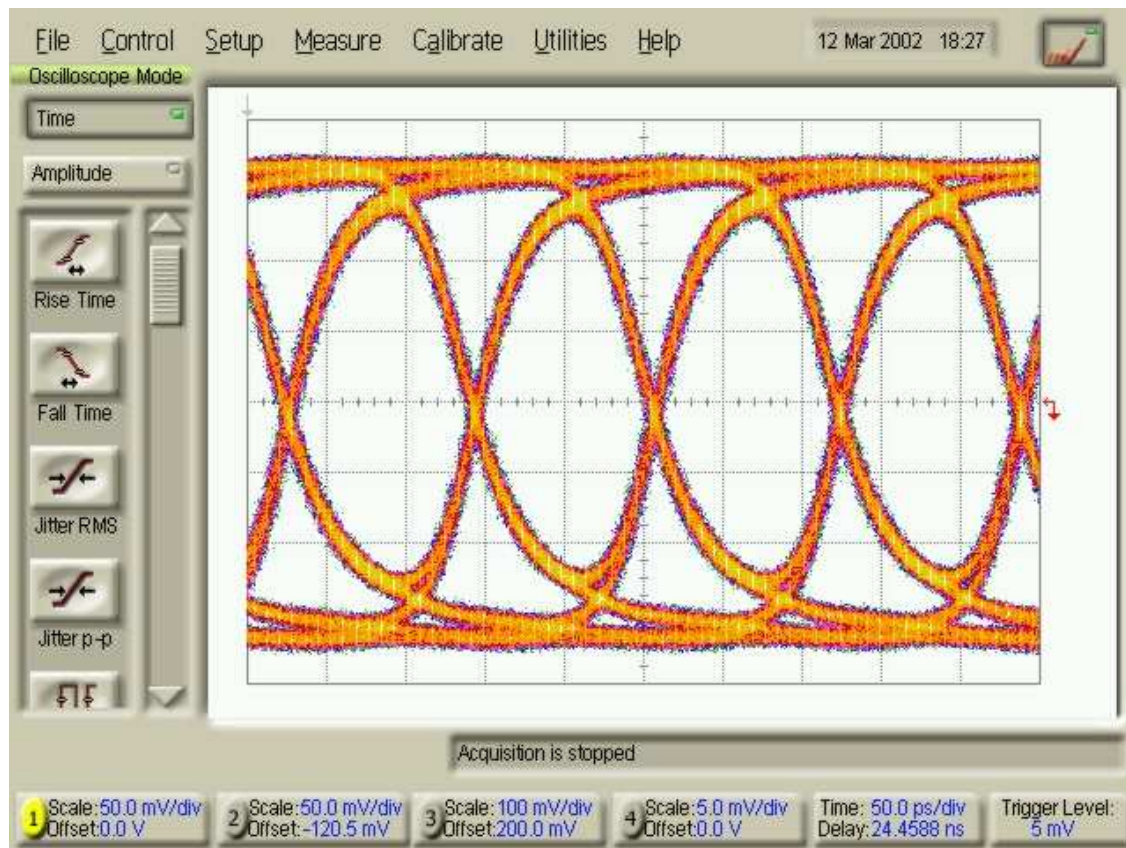 File Control Setup Measure Calibrate Utilities Help 12 Mar 2002 18:27
Oscilloscope Mode
Time
Amplitude
Rise Time
Fall Time
Jitter RMS
Jitter p-p
Acquisition is stopped
1 Scale:50.0 mV/div 2 Scale:50.0 mV/div 3 Scale:100 mV/div 4 Scale:5.0 mV/div Time: 50.0 ps/div Trigger Level:
Offset:0.0 V Offset:-120.5 mV Offset:200.0 mV Offset:0.0 V Delay:24.4588 ns 5 mV